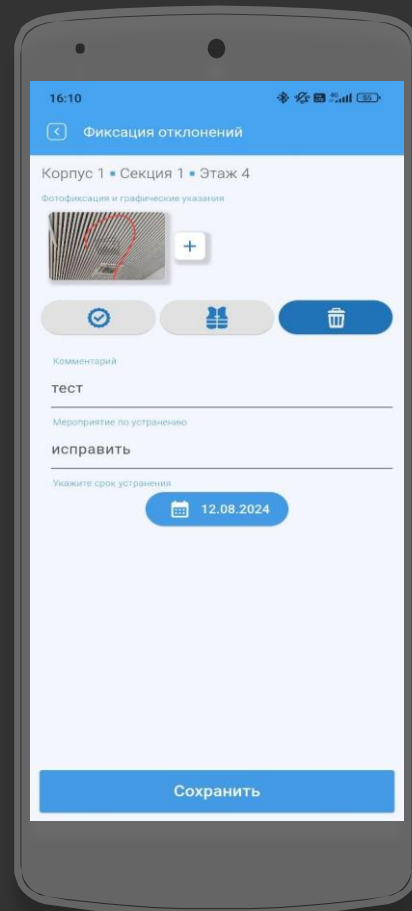 16:10
Фиксация отклонений
Корпус 1 ▪ Секция 1 ▪ Этаж 4
Фотофиксация и графические указания
+
Комментарий
тест
Мероприятие по устранению
исправить
Укажите срок устранения
12.08.2024
Сохранить